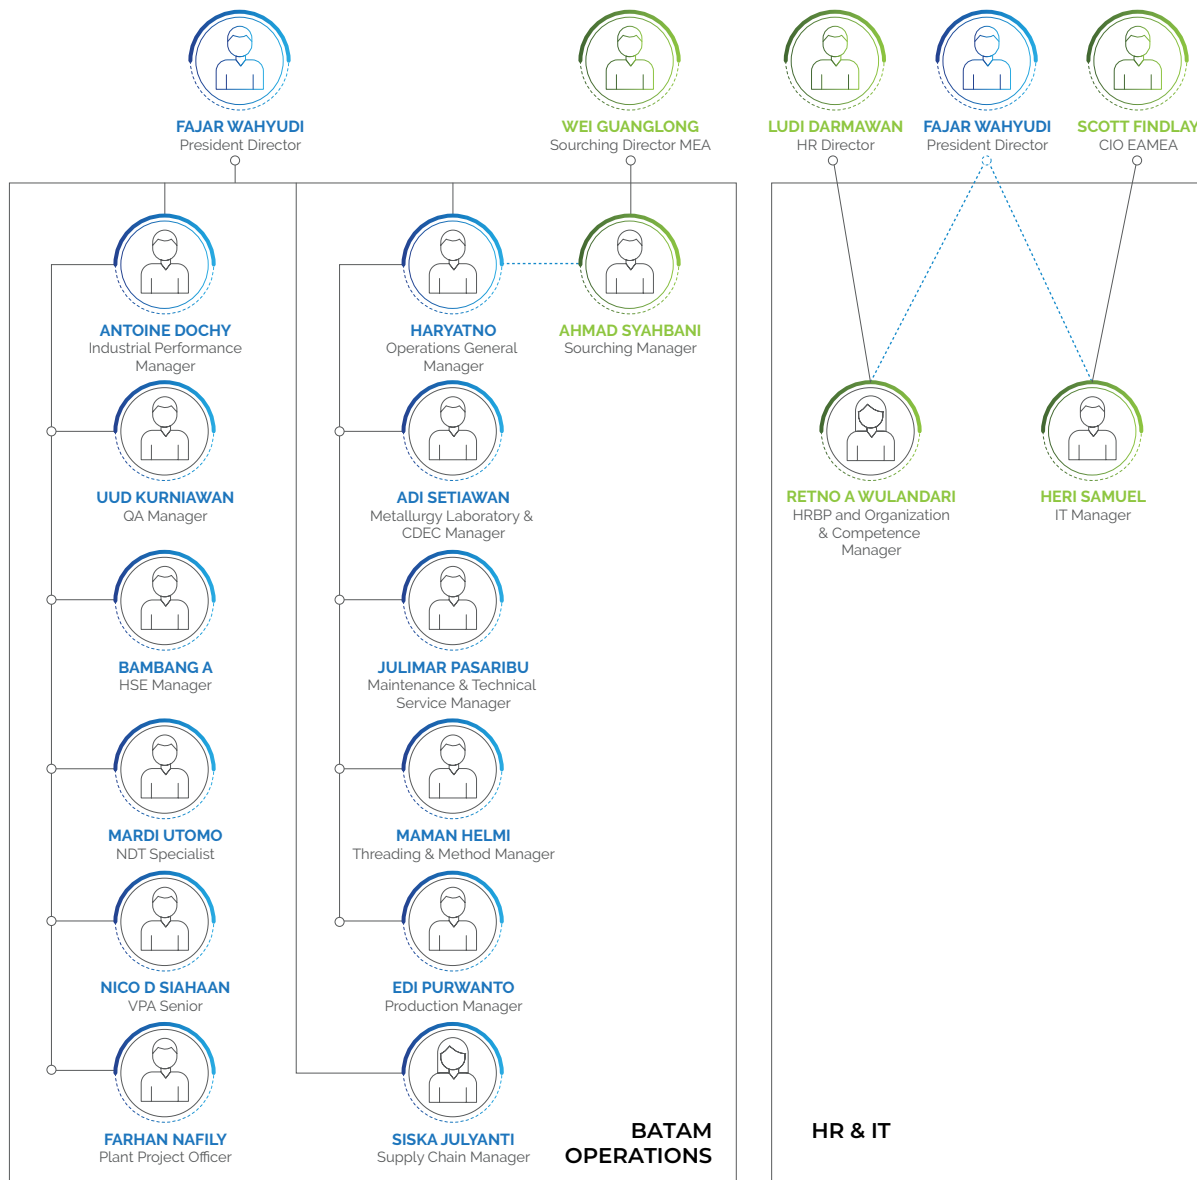 FAJAR WAHYUDI
President Director
WEI GUANGLONG
Sourching Director MEA
LUDI DARMAWAN
HR Director
FAJAR WAHYUDI
President Director
SCOTT FINDLAY
CIO EAMEA
ANTOINE DOCHY
Industrial Performance
Manager
HARYATNO
Operations General
Manager
AHMAD SYAHBANI
Sourching Manager
UUD KURNIAWAN
QA Manager
ADI SETIAWAN
Metallurgy Laboratory &
CDEC Manager
RETNO A WULANDARI
HRBP and Organization
& Competence
Manager
HERI SAMUEL
IT Manager
BAMBANG A
HSE Manager
JULIMAR PASARIBU
Maintenance & Technical
Service Manager
MARDI UTOMO
NDT Specialist
MAMAN HELMI
Threading & Method Manager
NICO D SIAHAAN
VPA Senior
EDI PURWANTO
Production Manager
FARHAN NAFILY
Plant Project Officer
SISKA JULYANTI
Supply Chain Manager
BATAM
OPERATIONS
HR & IT